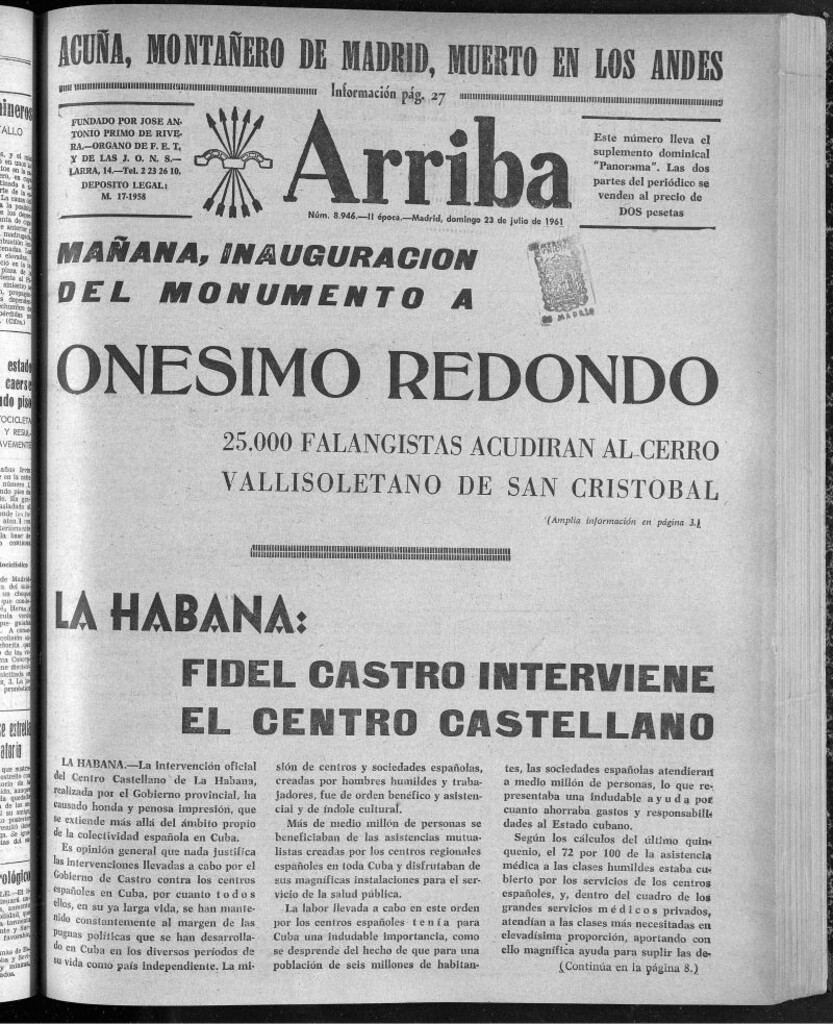 ACUÑA, MONTAÑERO DE MADRID, MUERTO EN LOS ANDES
Información pág. 27
FUNDADO POR JOSE AN-
TONIO PRIMO DE RIVE-
RA.—ORGANO DE F. E. T.
Y DE LAS J. O. N. S.—
LARRA, 14.—Tel. 2 23 26 10.
DEPOSITO LEGAL:
M. 17-1958
Arriba
Núm. 8.946.—II época.—Madrid, domingo 23 de julio de 1961
Este número lleva el
suplemento dominical
"Panorama". Las dos
partes del periódico se
venden al precio de
DOS pesetas
MAÑANA, INAUGURACION
DEL MONUMENTO A
MADRID
ONESIMO REDONDO
25.000 FALANGISTAS ACUDIRAN AL CERRO
VALLISOLETANO DE SAN CRISTOBAL
(Amplia información en página 3.)
LA HABANA:
FIDEL CASTRO INTERVIENE
EL CENTRO CASTELLANO
LA HABANA.—La intervención oficial
del Centro Castellano de La Habana,
realizada por el Gobierno provincial, ha
causado honda y penosa impresión, que
se extiende más allá del ámbito propio
de la colectividad española en Cuba.
Es opinión general que nada justifica
las intervenciones llevadas a cabo por el
Gobierno de Castro contra los centros
españoles en Cuba, por cuanto todos
ellos, en su ya larga vida, se han mante-
nido constantemente al margen de las
pugnas políticas que se han desarrolla-
do en Cuba en los diversos períodos de
su vida como país independiente. La mi-
sión de centros y sociedades españolas,
creadas por hombres humildes y traba-
jadores, fue de orden benéfico y asisten-
cial y de índole cultural.
Más de medio millón de personas se
beneficiaban de las asistencias mutua-
listas creadas por los centros regionales
españoles en toda Cuba y disfrutaban de
sus magníficas instalaciones para el ser-
vicio de la salud pública.
La labor llevada a cabo en este orden
por los centros españoles tenía para
Cuba una indudable importancia, como
se desprende del hecho de que para una
población de seis millones de habitan-
tes, las sociedades españolas atendieran
a medio millón de personas, lo que re-
presentaba una indudable ayuda por
cuanto ahorraba gastos y responsabili-
dades al Estado cubano.
Según los cálculos del último quin-
quenio, el 72 por 100 de la asistencia
médica a las clases humildes estaba cu-
bierto por los servicios de los centros
españoles, y, dentro del cuadro de los
grandes servicios médicos privados,
atendían a las clases más necesitadas en
elevadísima proporción, aportando con
ello magnífica ayuda para suplir las de-
(Continúa en la página 8.)